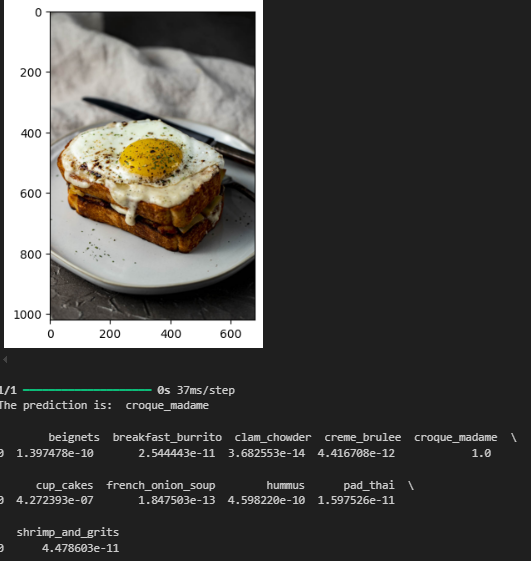 0
200
400
600
800
1000
0 200 400 600
1/1 ━━━━━━━━━━━━━━━━━━━━ 0s 37ms/step
The prediction is:  croque_madame
beignets  breakfast_burrito  clam_chowder  creme_brulee  croque_madame  \
0  1.397478e-10  2.544443e-11  3.682553e-14  4.416708e-12  1.0
cup_cakes  french_onion_soup  hummus  pad_thai  \
0  4.272393e-07  1.847503e-13  4.598220e-10  1.597526e-11
shrimp_and_grits
0  4.478603e-11